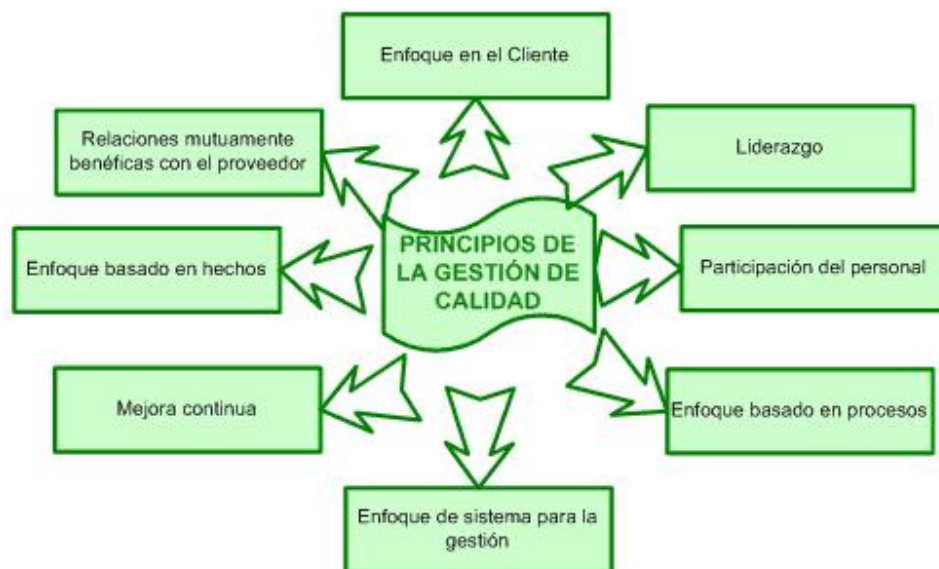 Enfoque en el Cliente
Relaciones mutuamente
benéficas con el proveedor
Liderazgo
PRINCIPIOS DE
LA GESTIÓN DE
CALIDAD
Enfoque basado en hechos
Participación del personal
Mejora continua
Enfoque basado en procesos
Enfoque de sistema para la
gestión